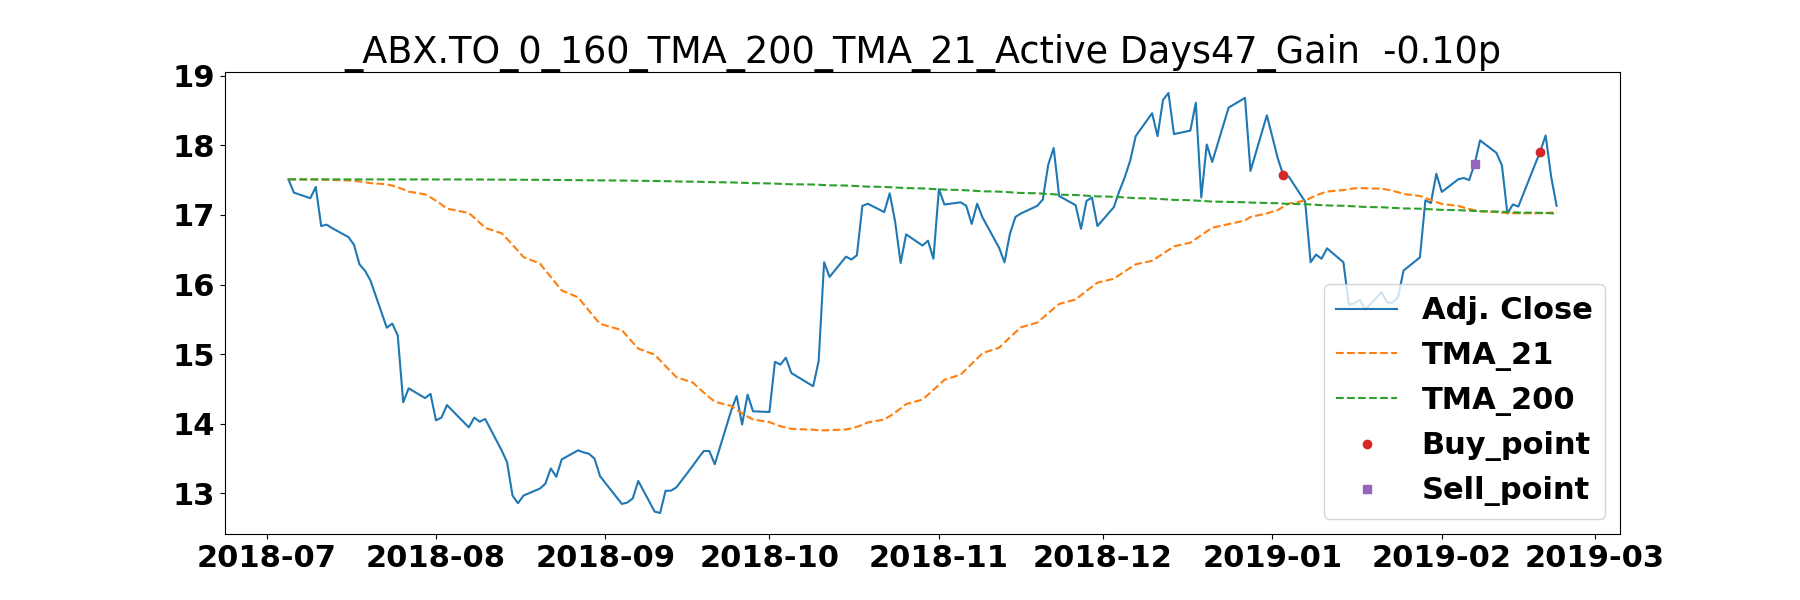 _ABX.TO_0_160_TMA_200_TMA_21_Active Days47_Gain  -0.10p
19
18
17
16
15
14
13
Adj. Close
TMA_21
TMA_200
Buy_point
Sell_point
2018-07 2018-08 2018-09 2018-10 2018-11 2018-12 2019-01 2019-02 2019-03